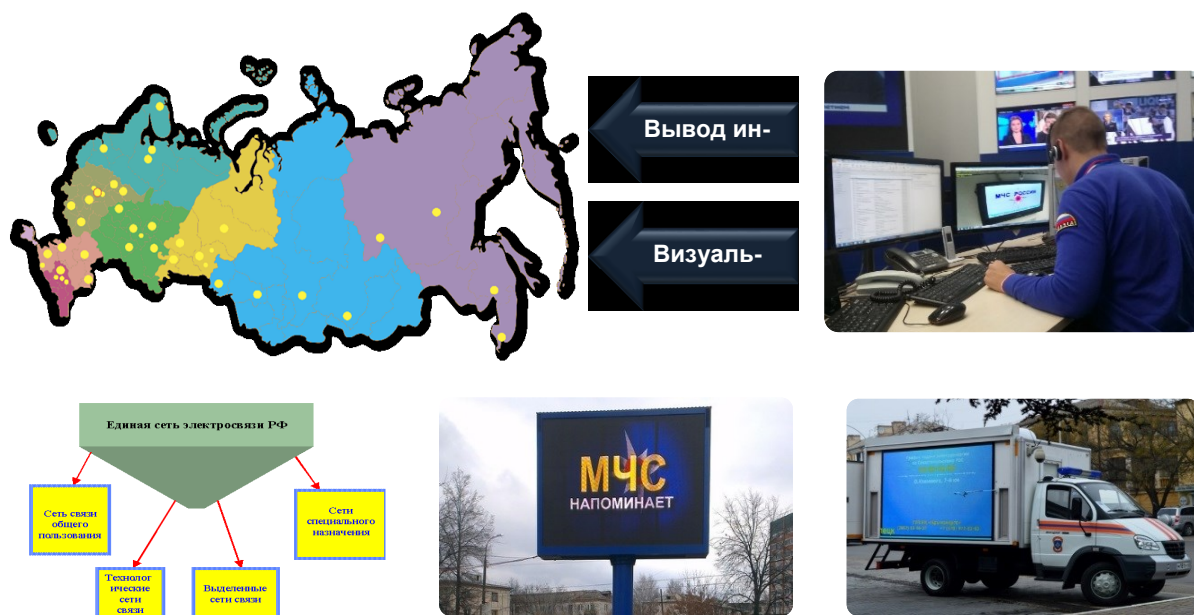 Вывод ин-
Визуаль-
МЧС РОССИИ
Единая сеть электросвязи РФ
Сеть связи
общего
пользования
Технолог
ические
сети
связи
Выделенные
сети связи
Сети
специального
назначения
МЧС
НАПОМИНАЕТ